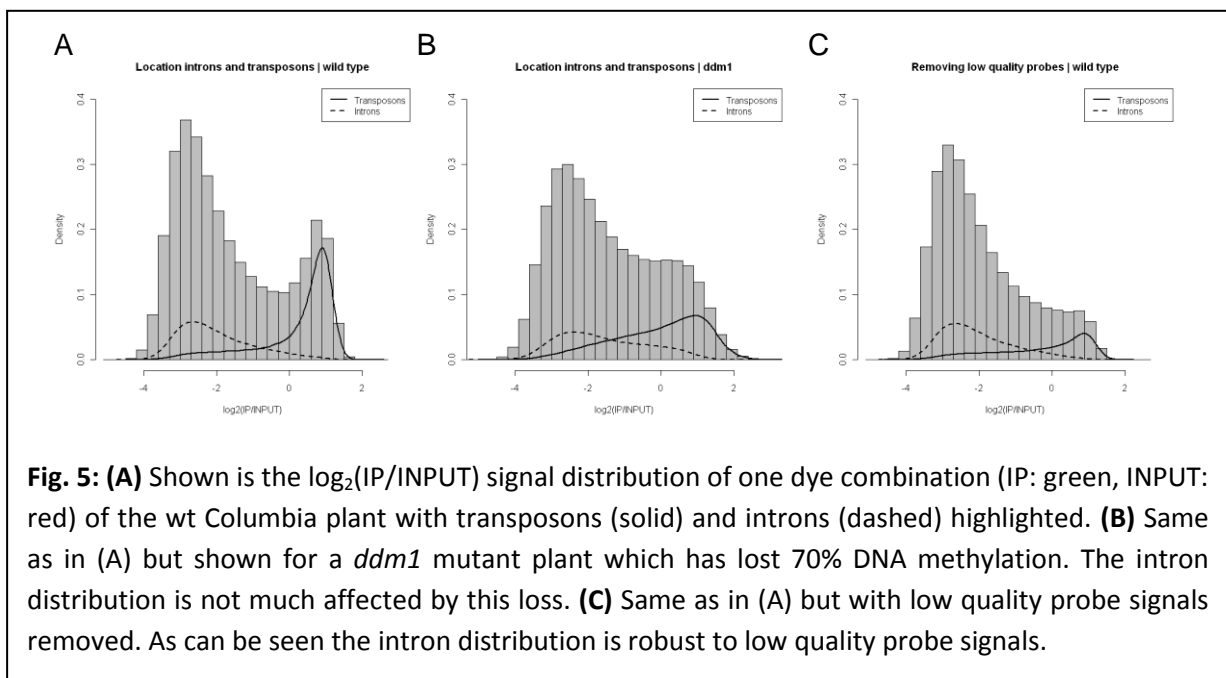 A
Location introns and transposons | wild type
Transposons
Introns
0.4
0.3
0.2
0.1
0.0
Density
-4 -2 0 2
log2(IP/INPUT)
B
Location introns and transposons | ddm1
Transposons
Introns
0.4
0.3
0.2
0.1
0.0
Density
-4 -2 0 2
log2(IP/INPUT)
C
Removing low quality probes | wild type
Transposons
Introns
0.4
0.3
0.2
0.1
0.0
Density
-4 -2 0 2
log2(IP/INPUT)
Fig. 5: (A) Shown is the log2(IP/INPUT) signal distribution of one dye combination (IP: green, INPUT:
red) of the wt Columbia plant with transposons (solid) and introns (dashed) highlighted. (B) Same
as in (A) but shown for a ddm1 mutant plant which has lost 70% DNA methylation. The intron
distribution is not much affected by this loss. (C) Same as in (A) but with low quality probe signals
removed. As can be seen the intron distribution is robust to low quality probe signals.